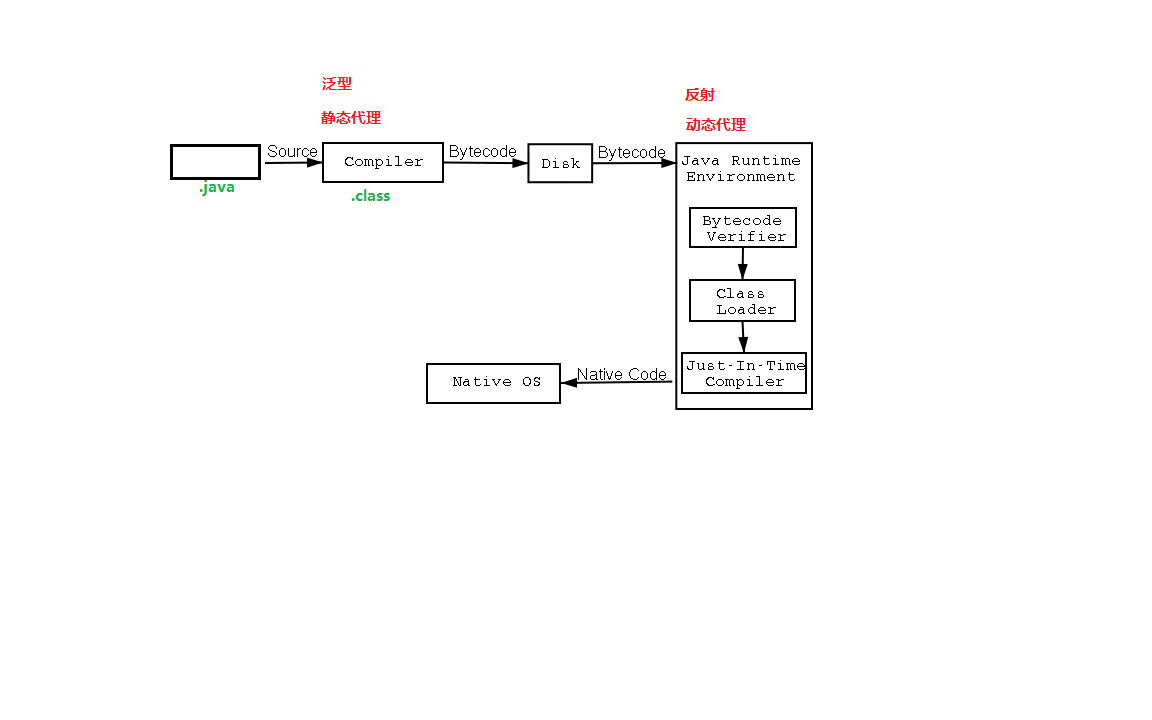 泛型
静态代理
反射
动态代理
Source
Compiler
Bytecode
Disk
Bytecode
Java Runtime
Environment
.java
.class
Bytecode
Verifier
Class
Loader
Just-In-Time
Compiler
Native Code
Native OS